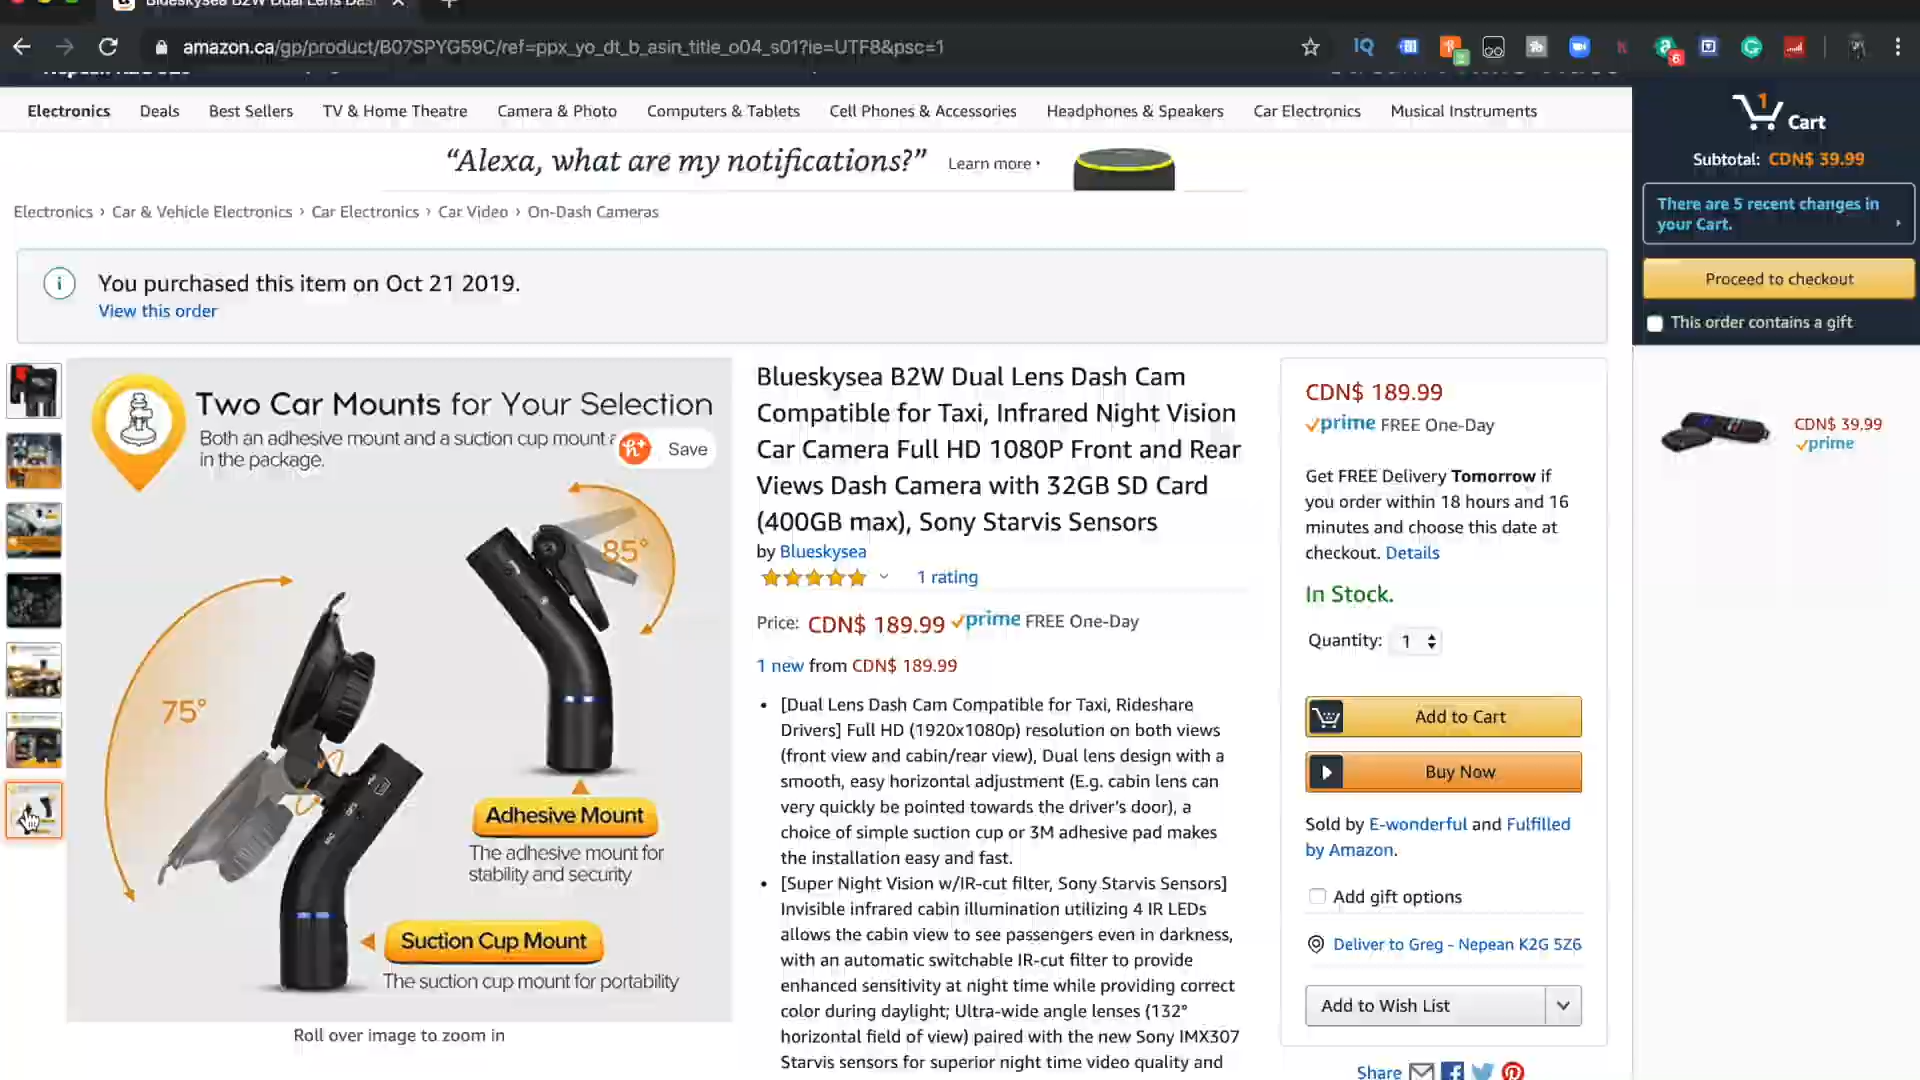 Blueskysea B2W Dual Lens Dash
amazon.ca/gp/product/B07SPYG59C/ref=ppx_yo_dt_b_asin_title_o04_s01?ie=UTF8&psc=1
Electronics Deals Best Sellers TV & Home Theatre Camera & Photo Computers & Tablets Cell Phones & Accessories Headphones & Speakers Car Electronics Musical Instruments
1
Cart
Subtotal: CDN$ 39.99
There are 5 recent changes in
your Cart.
Proceed to checkout
This order contains a gift
CDN$ 39.99
prime
“Alexa, what are my notifications?” Learn more
Electronics › Car & Vehicle Electronics › Car Electronics › Car Video › On-Dash Cameras
You purchased this item on Oct 21 2019.
View this order
Two Car Mounts for Your Selection
Both an adhesive mount and a suction cup mount
in the package.
Save
85°
75°
Adhesive Mount
The adhesive mount for
stability and security
Suction Cup Mount
The suction cup mount for portability
Roll over image to zoom in
Blueskysea B2W Dual Lens Dash Cam
Compatible for Taxi, Infrared Night Vision
Car Camera Full HD 1080P Front and Rear
Views Dash Camera with 32GB SD Card
(400GB max), Sony Starvis Sensors
by Blueskysea
1 rating
Price: CDN$ 189.99 prime FREE One-Day
1 new from CDN$ 189.99
• [Dual Lens Dash Cam Compatible for Taxi, Rideshare
Drivers] Full HD (1920x1080p) resolution on both views
(front view and cabin/rear view), Dual lens design with a
smooth, easy horizontal adjustment (E.g. cabin lens can
very quickly be pointed towards the driver's door), a
choice of simple suction cup or 3M adhesive pad makes
the installation easy and fast.
• [Super Night Vision w/IR-cut filter, Sony Starvis Sensors]
Invisible infrared cabin illumination utilizing 4 IR LEDs
allows the cabin view to see passengers even in darkness,
with an automatic switchable IR-cut filter to provide
enhanced sensitivity at night time while providing correct
color during daylight; Ultra-wide angle lenses (132°
horizontal field of view) paired with the new Sony IMX307
Starvis sensors for superior night time video quality and
CDN$ 189.99
prime FREE One-Day
Get FREE Delivery Tomorrow if
you order within 18 hours and 16
minutes and choose this date at
checkout. Details
In Stock.
Quantity: 1
Add to Cart
Buy Now
Sold by E-wonderful and Fulfilled
by Amazon.
Add gift options
Deliver to Greg - Nepean K2G 5Z6
Add to Wish List
Share